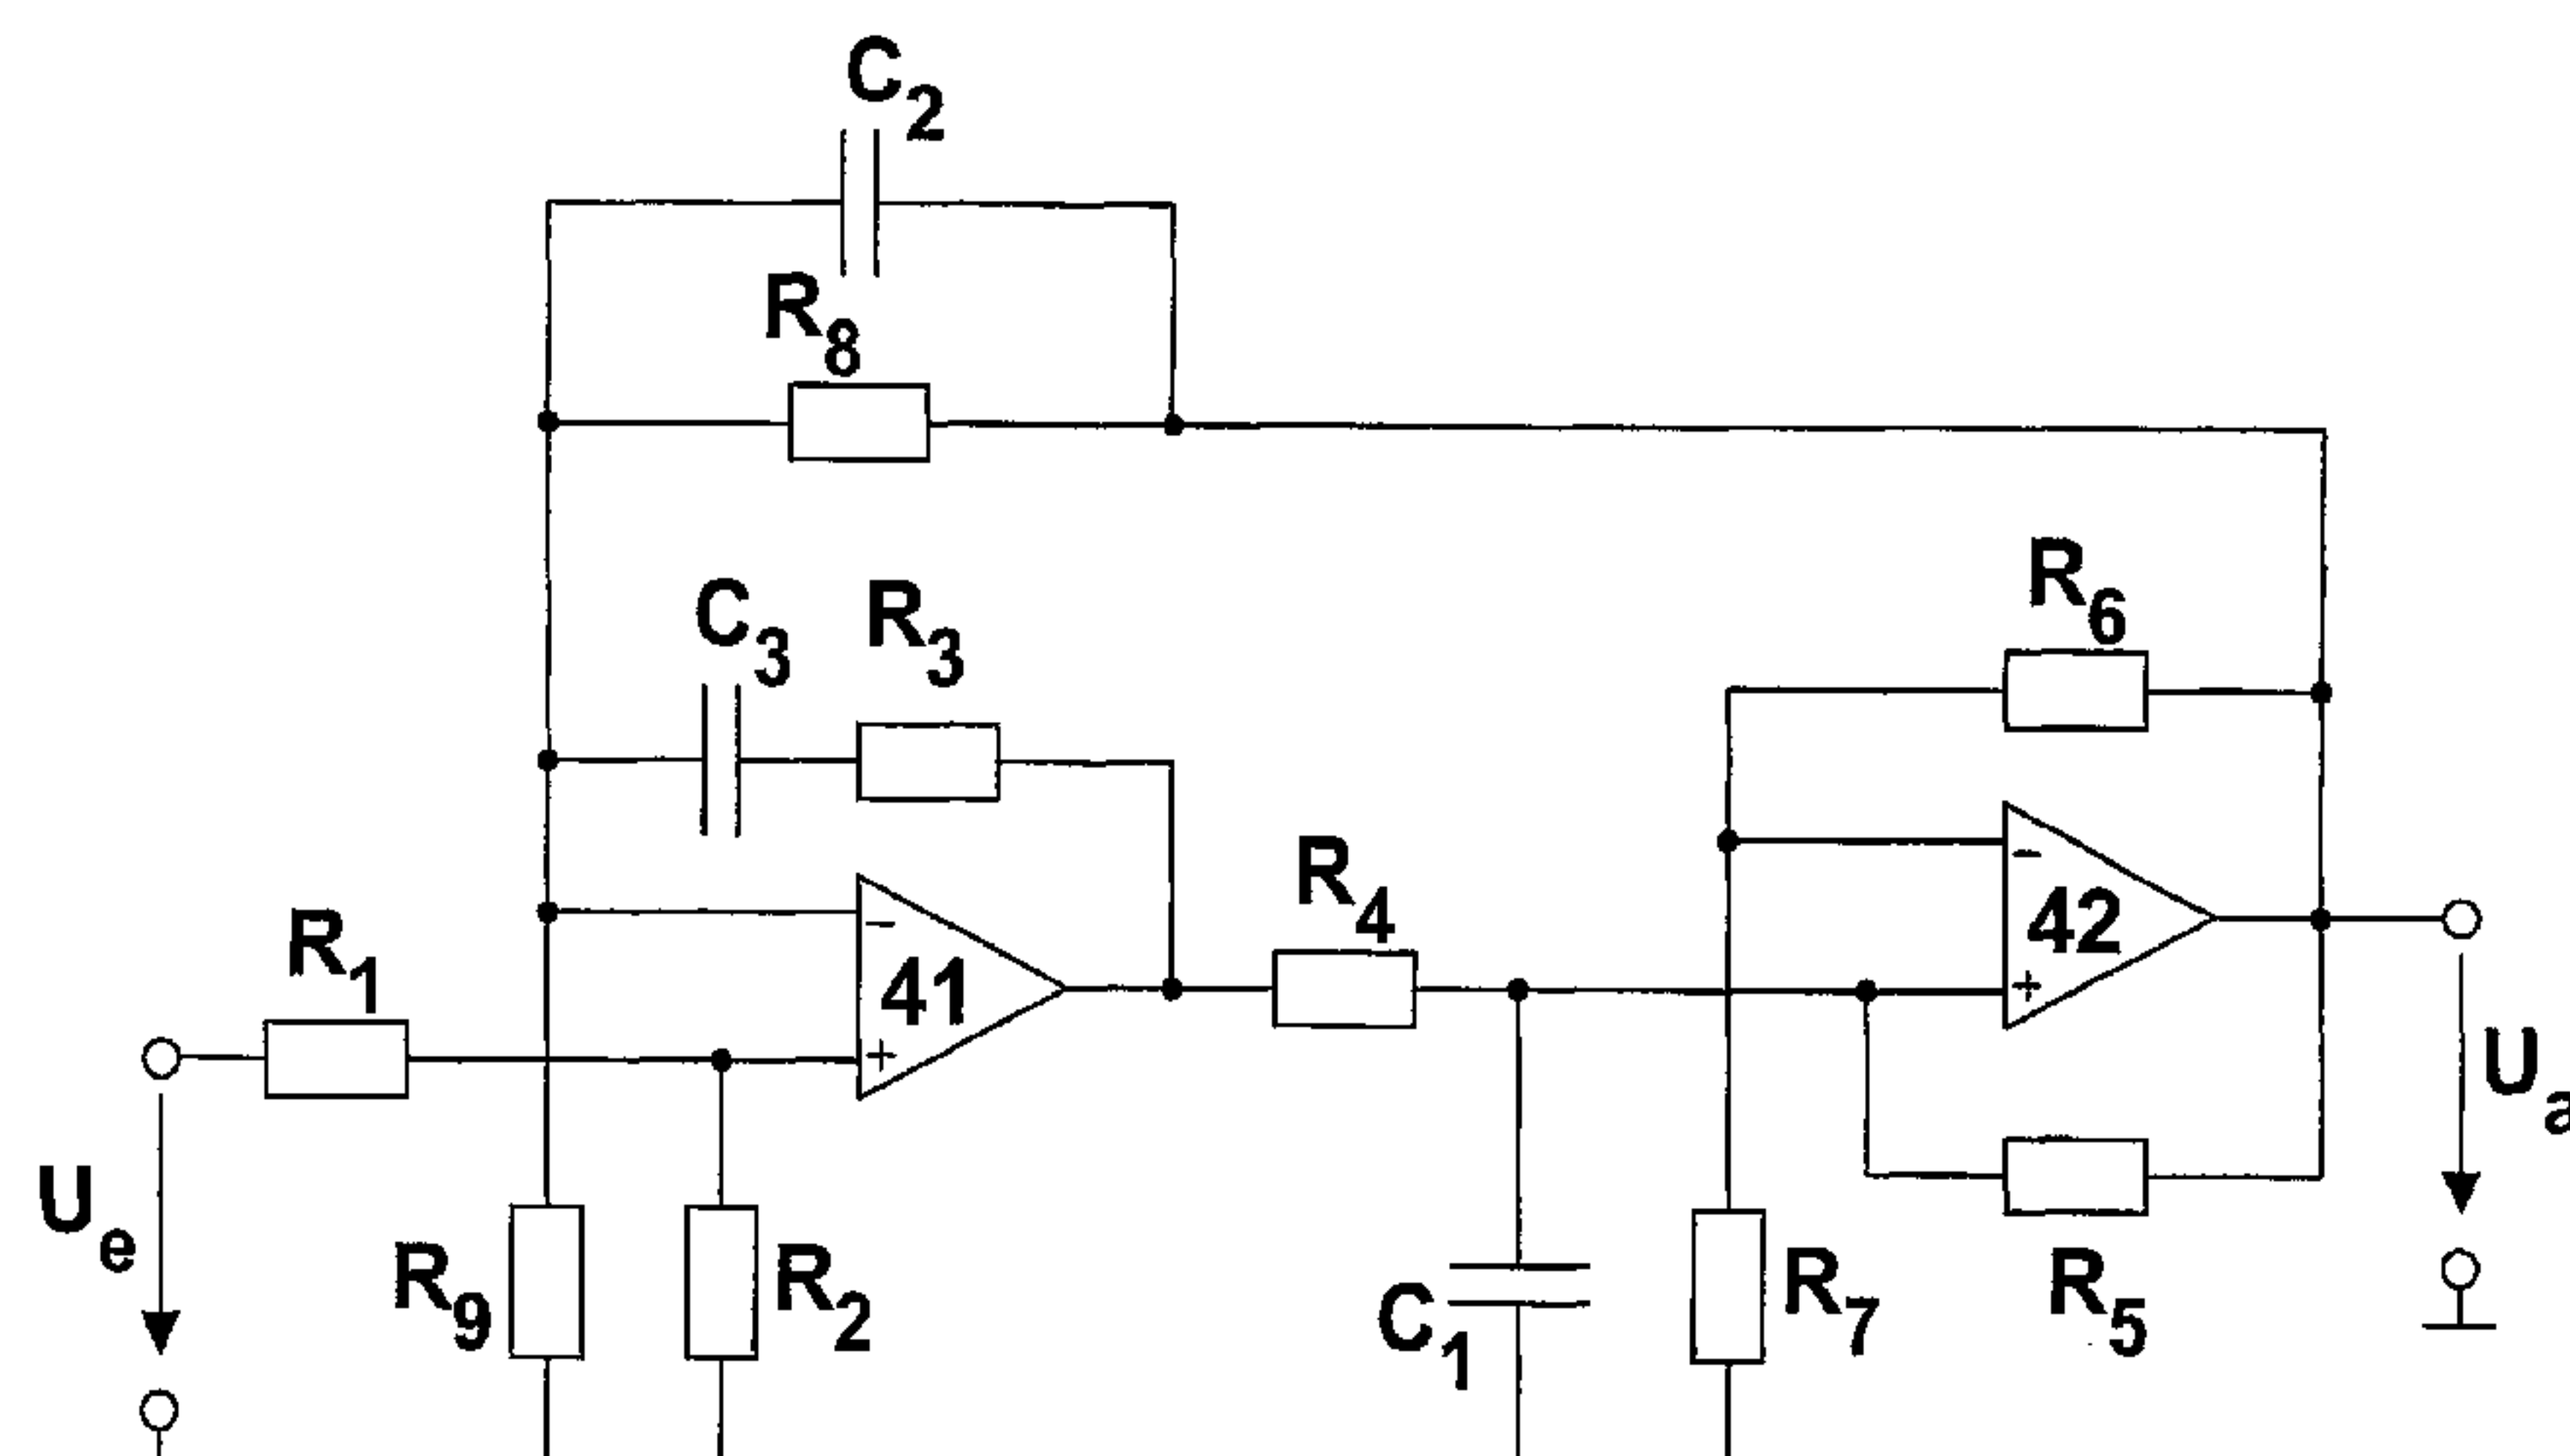 C2
R8
R6
C3 R3
R4
R1
− −
41 42
+ +
Ue
Ua
R9 R2
C1 R7 R5